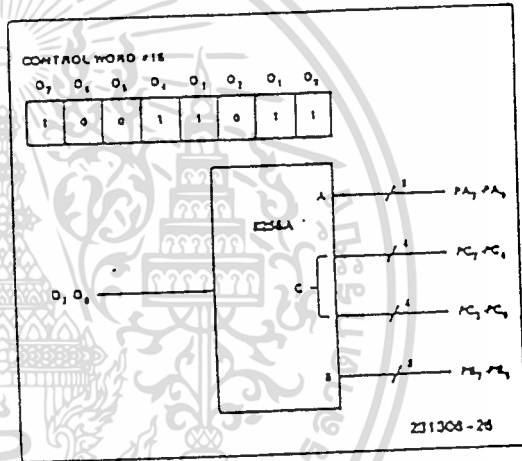 CONTROL WORD #15
D7 D6 D5 D4 D3 D2 D1 D0
1 0 0 1 1 0 1 1
8255A
A
8
PA7-PA0
4
PC7-PC4
C
D7 D0
4
PC3-PC0
B
8
PB7-PB0
231308-26